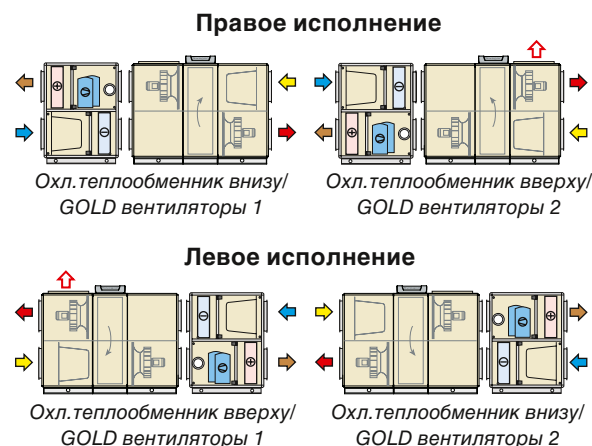 Правое исполнение
Охл.теплообменник внизу/
GOLD вентиляторы 1
Охл.теплообменник вверху/
GOLD вентиляторы 2
Левое исполнение
Охл.теплообменник вверху/
GOLD вентиляторы 1
Охл.теплообменник внизу/
GOLD вентиляторы 2